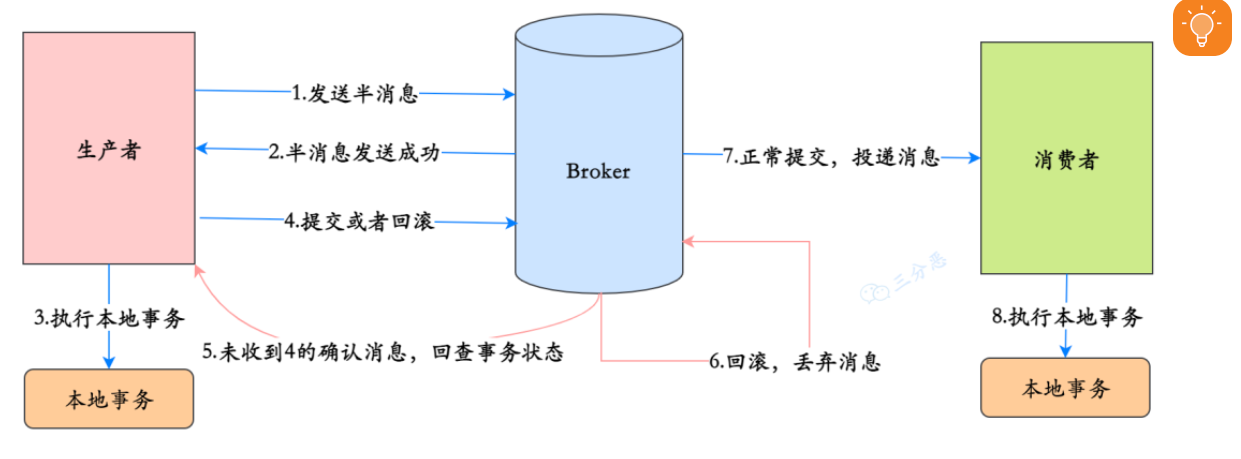 生产者
1.发送半消息
2.半消息发送成功
4.提交或者回滚
Broker
7.正常提交，投递消息
消费者
三分恶
3.执行本地事务
8.执行本地事务
5.未收到4的确认消息，回查事务状态
6.回滚，丢弃消息
本地事务
本地事务